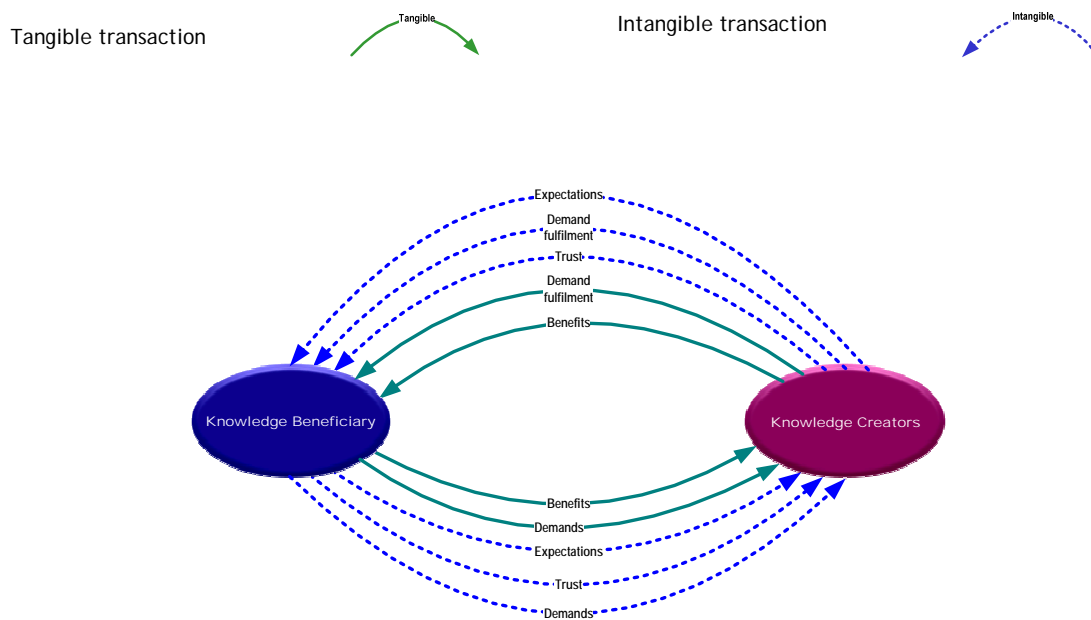 Tangible transaction
Tangible
Intangible transaction
Intangible
Expectations
Demand
fulfilment
Trust
Demand
fulfilment
Benefits
Knowledge Beneficiary
Knowledge Creators
Benefits
Demands
Expectations
Trust
Demands